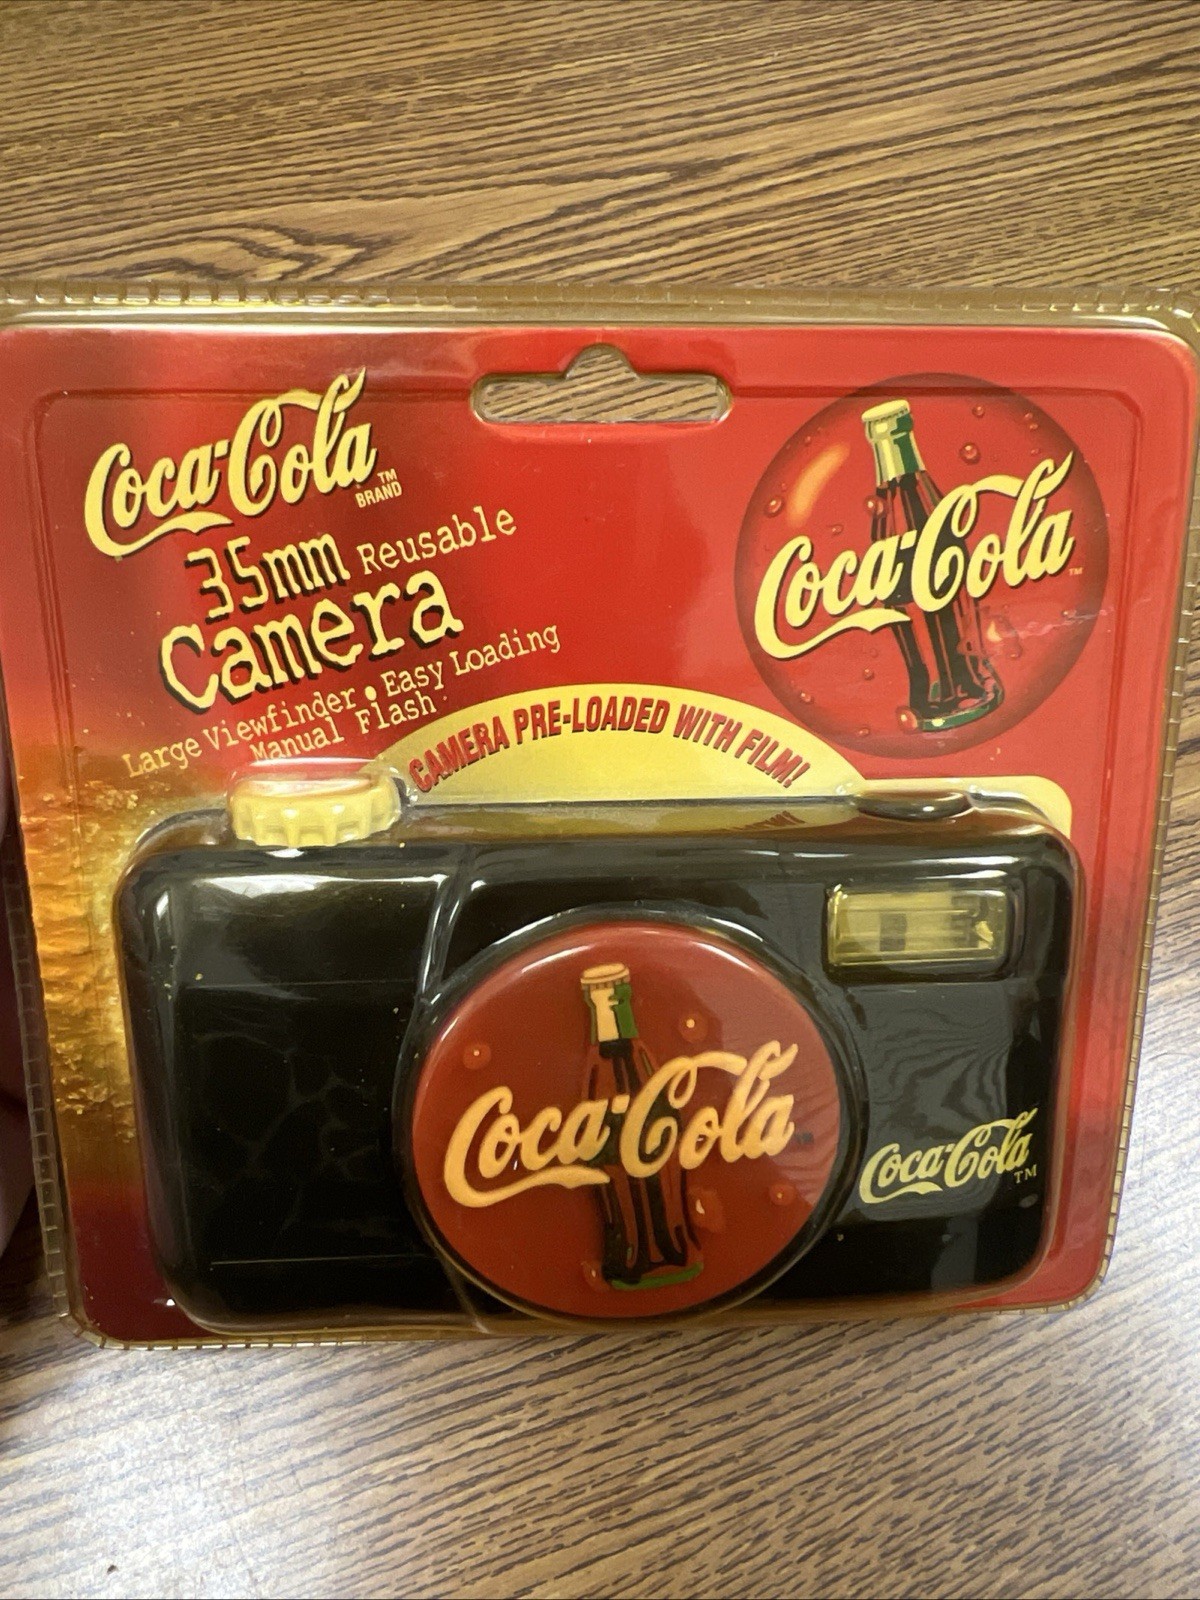 Coca-Cola
TM
BRAND
35mm Reusable
Camera
Large Viewfinder • Easy Loading
Manual Flash
Coca-Cola
TM
CAMERA PRE-LOADED WITH FILM!
Coca-Cola
Coca-Cola
TM